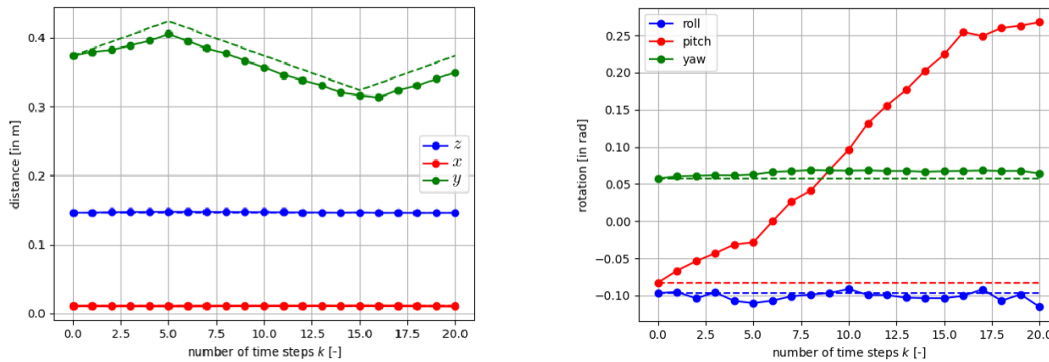 distance [in m]
0.4
0.3
0.2
0.1
0.0
z
x
y
0.0 2.5 5.0 7.5 10.0 12.5 15.0 17.5 20.0
number of time steps k [-]
rotation [in rad]
0.25
0.20
0.15
0.10
0.05
0.00
−0.05
−0.10
roll
pitch
yaw
0.0 2.5 5.0 7.5 10.0 12.5 15.0 17.5 20.0
number of time steps k [-]